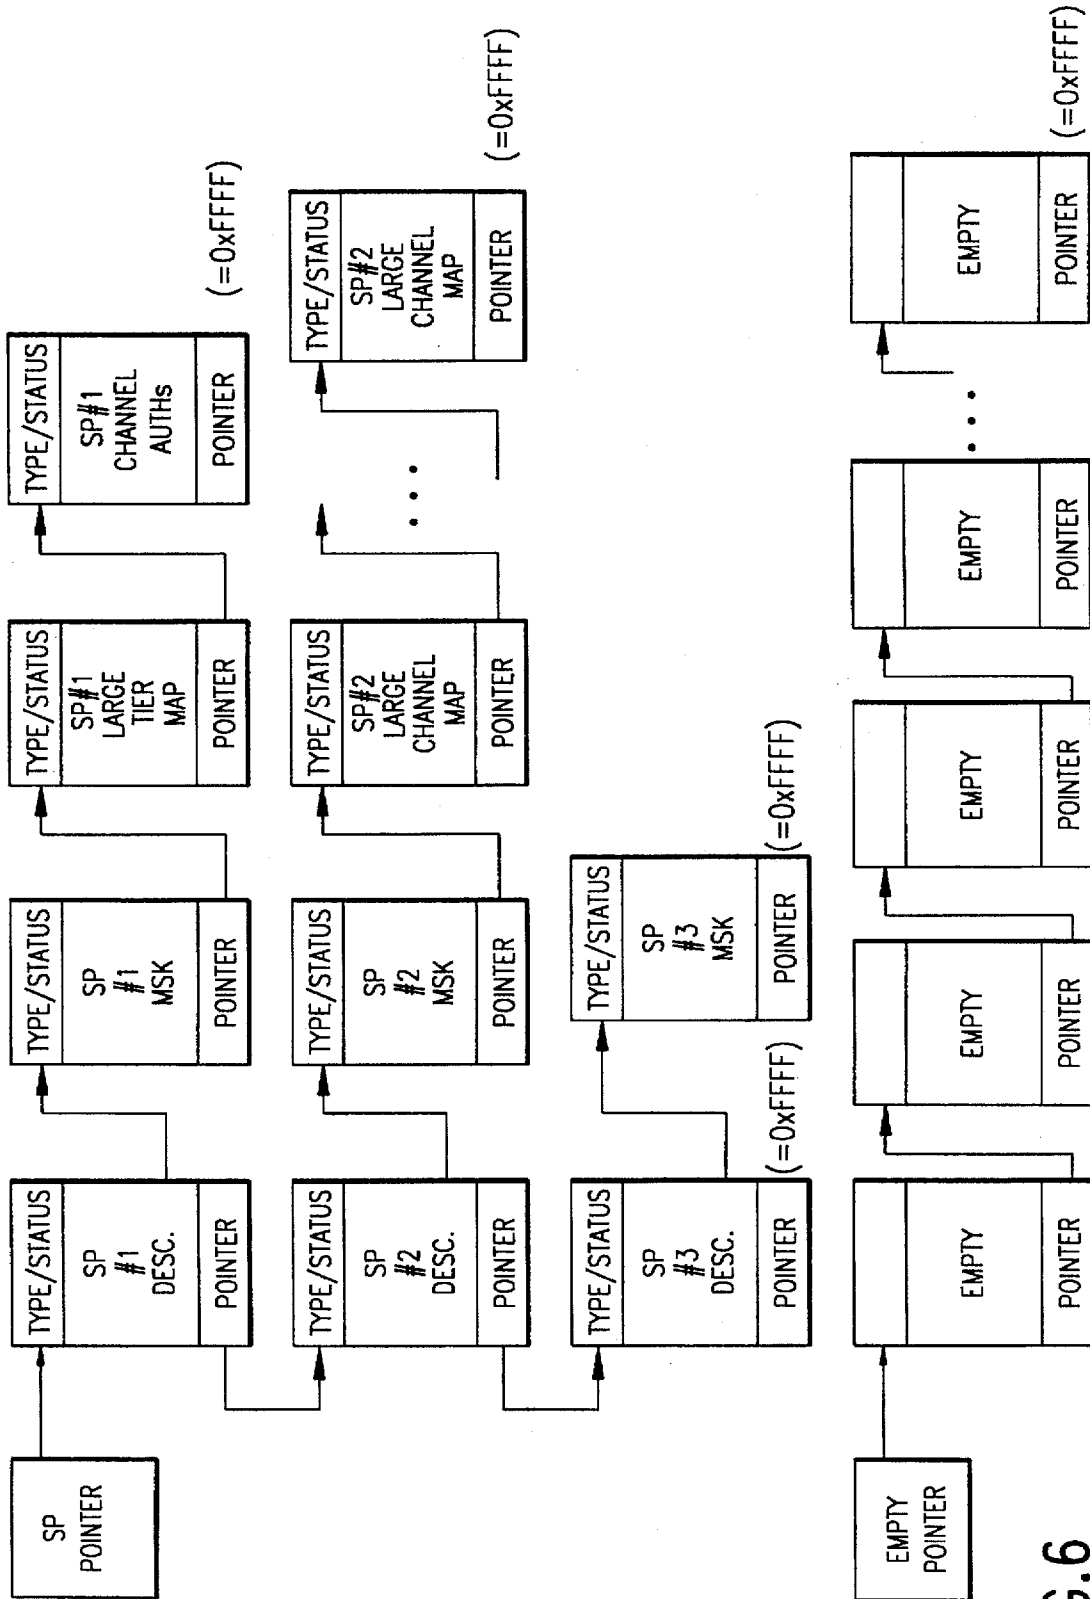 SP
POINTER
TYPE/STATUS
SP
#1
DESC.
POINTER
TYPE/STATUS
SP
#1
MSK
POINTER
TYPE/STATUS
SP#1
LARGE
TIER
MAP
POINTER
TYPE/STATUS
SP#1
CHANNEL
AUTHs
POINTER
(=0xFFFF)
TYPE/STATUS
SP
#2
DESC.
POINTER
TYPE/STATUS
SP
#2
MSK
POINTER
TYPE/STATUS
SP#2
LARGE
CHANNEL
MAP
POINTER
• • •
TYPE/STATUS
SP#2
LARGE
CHANNEL
MAP
POINTER
(=0xFFFF)
TYPE/STATUS
SP
#3
DESC.
POINTER
(=0xFFFF)
TYPE/STATUS
SP
#3
MSK
POINTER
(=0xFFFF)
EMPTY
POINTER
EMPTY
POINTER
EMPTY
POINTER
EMPTY
POINTER
EMPTY
POINTER
• • •
EMPTY
POINTER
(=0xFFFF)
G.6